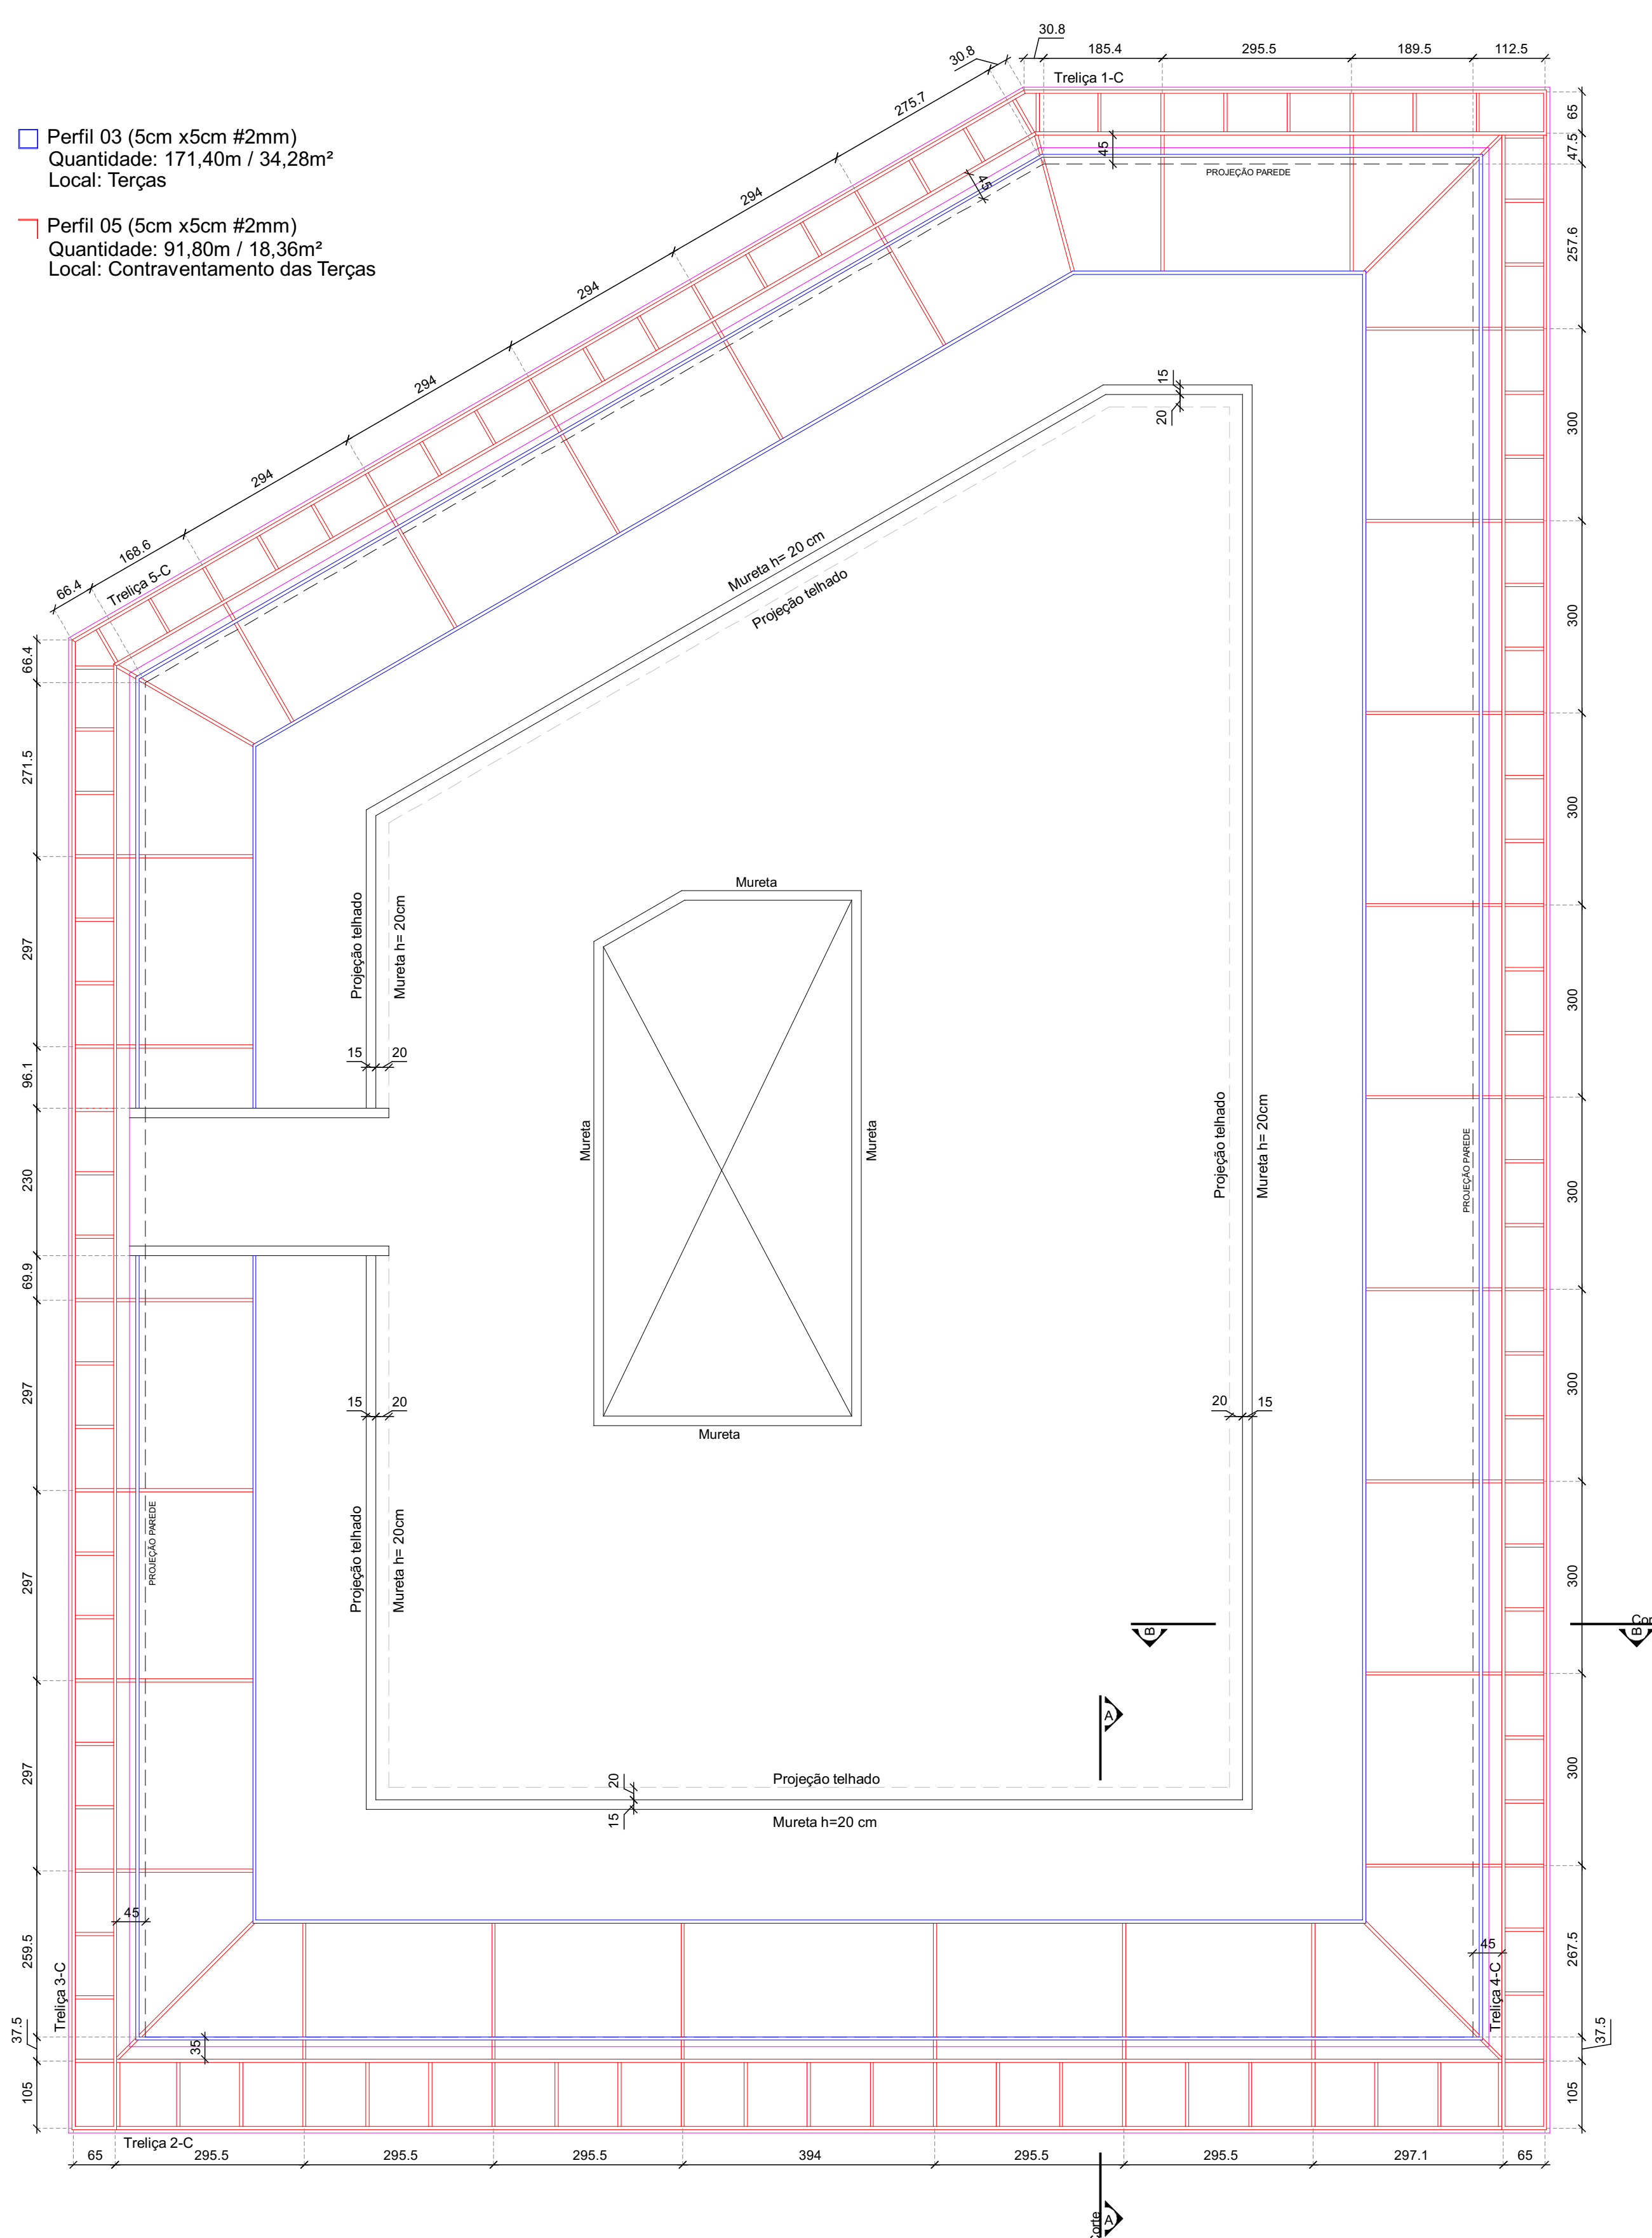 30.8
30.8
185.4
295.5
189.5
112.5
Treliça 1-C
275.7
65
Perfil 03 (5cm x5cm #2mm)
Quantidade: 171,40m / 34,28m²
Local: Terças
47.5
45
PROJEÇÃO PAREDE
45
294
Perfil 05 (5cm x5cm #2mm)
Quantidade: 91,80m / 18,36m²
Local: Contraventamento das Terças
257.6
294
294
15
20
300
294
168.6
Treliça 5-C
66.4
Mureta h= 20 cm
Projeção telhado
300
66.4
271.5
300
Mureta
Projeção telhado
Mureta h= 20cm
297
300
15
20
96.1
Mureta
Mureta
Projeção telhado
Mureta h= 20cm
PROJEÇÃO PAREDE
230
300
69.9
297
15
20
20
15
300
Mureta
PROJEÇÃO PAREDE
Projeção telhado
Mureta h= 20cm
297
300
B
Cor
B
A
297
20
Projeção telhado
300
15
Mureta h=20 cm
45
259.5
45
267.5
Treliça 3-C
Treliça 4-C
37.5
35
37.5
105
105
Treliça 2-C
65
295.5
295.5
295.5
394
295.5
295.5
297.1
65
Corte
A